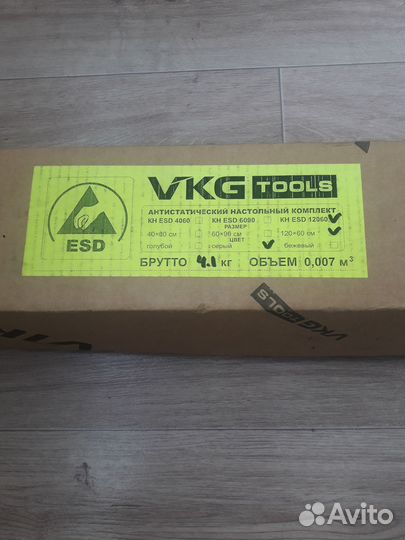 VKG TOOLS
АНТИСТАТИЧЕСКИЙ НАСТОЛЬНЫЙ КОМПЛЕКТ
КН ESD 4060 КН ESD 6090 КН ESD 12060
РАЗМЕР
40×60 см 60×90 см 120×60 см
ЦВЕТ
голубой серый бежевый
ESD
БРУТТО 4.1 КГ ОБЪЕМ 0,007 м³
VKG TOOLS
Avito